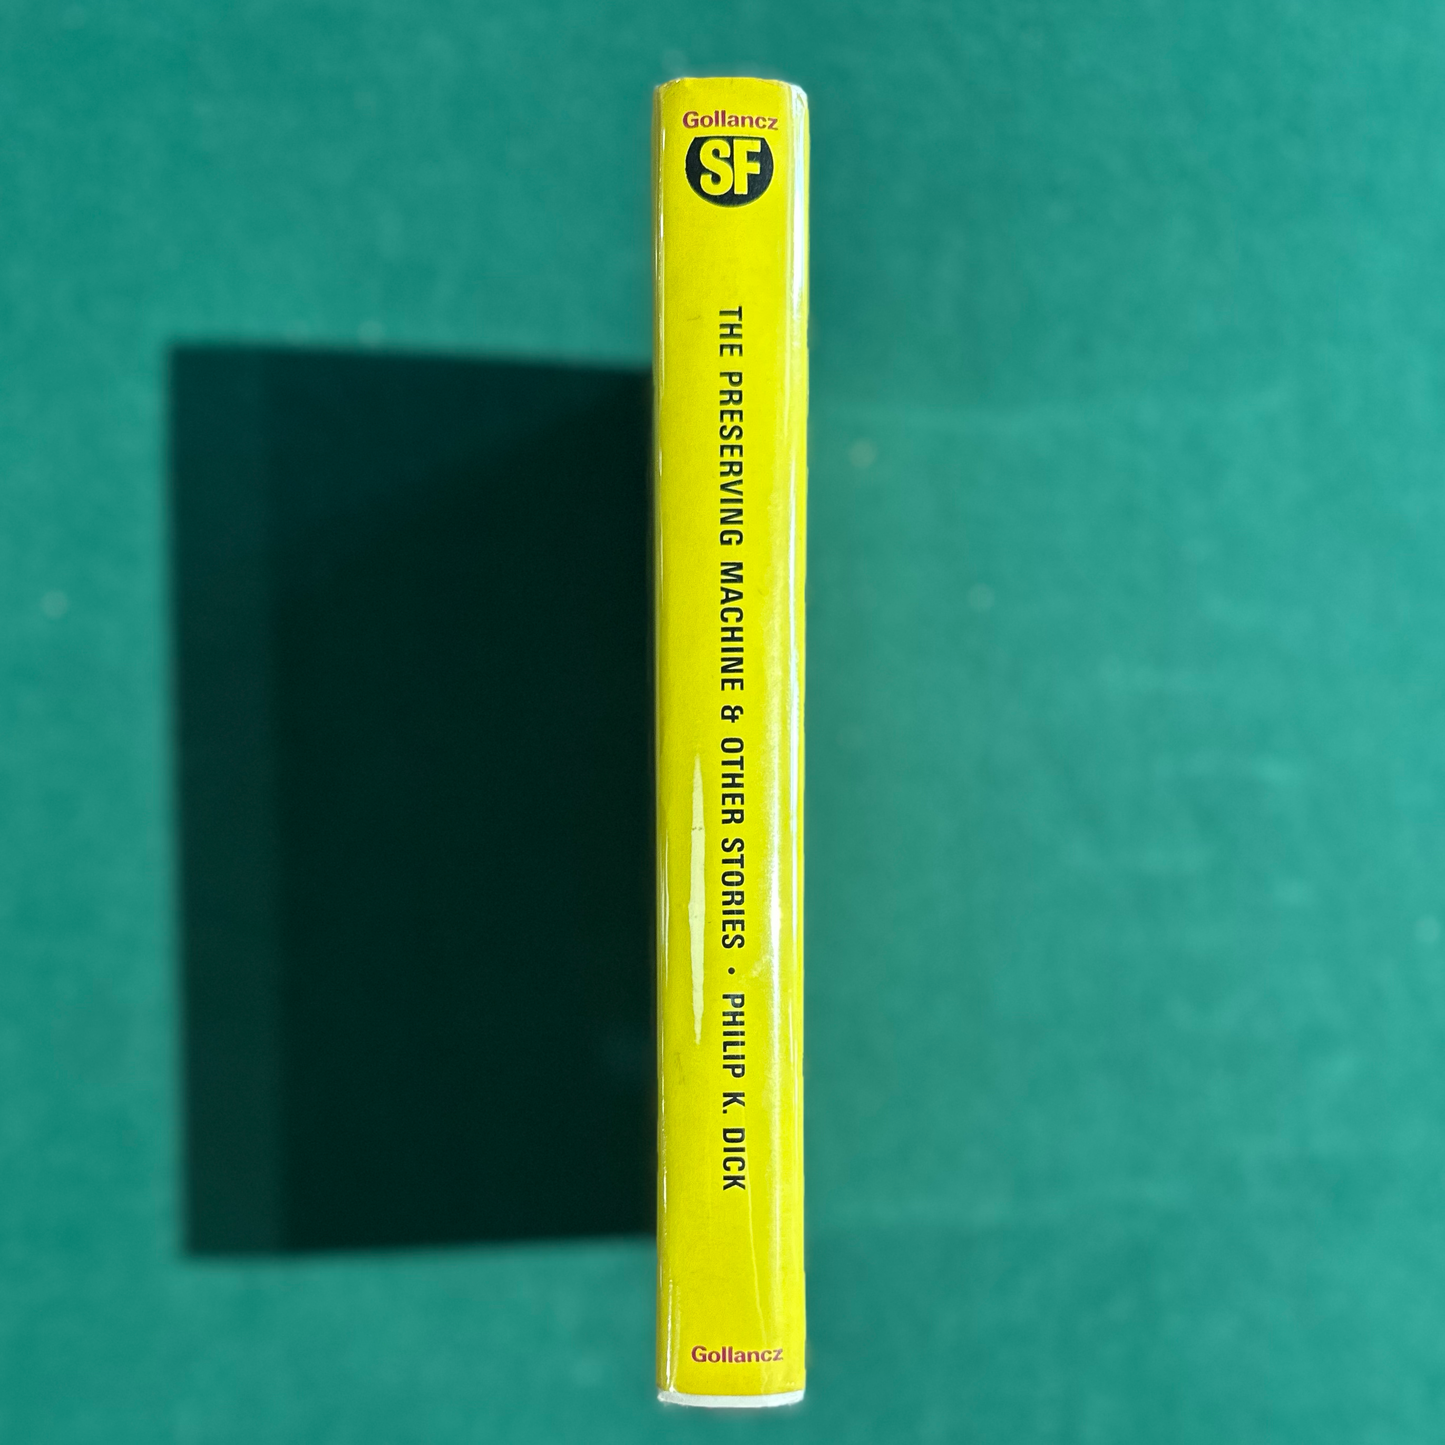 Gollancz
SF
THE PRESERVING MACHINE & OTHER STORIES • PHILIP K. DICK
Gollancz